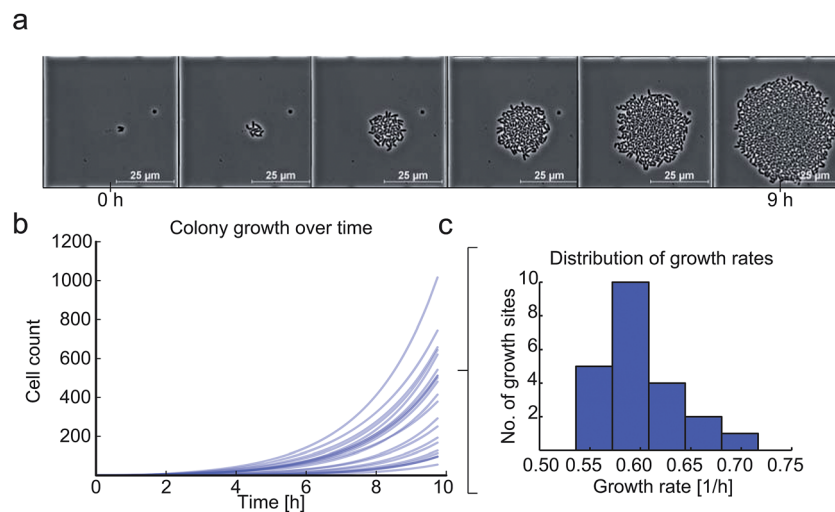 a
25 µm 25 µm 25 µm 25 µm 25 µm 25 µm
0 h 9 h
b
Colony growth over time
Cell count
1200
1000
800
600
400
200
0 2 4 6 8 10
Time [h]
c
Distribution of growth rates
No. of growth sites
10
8
6
4
2
0.50 0.55 0.60 0.65 0.70 0.75
Growth rate [1/h]